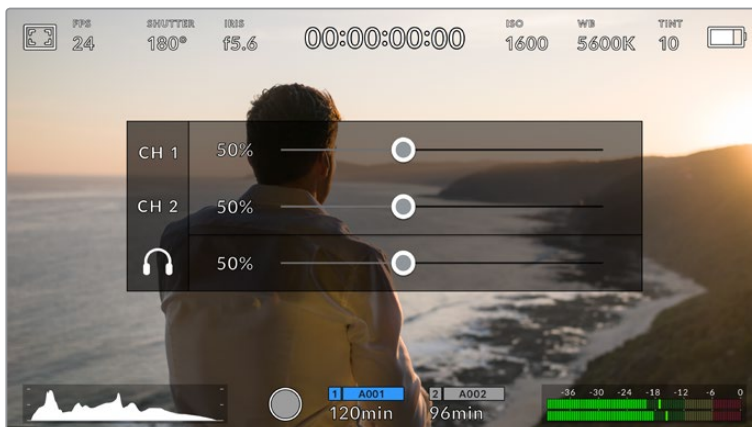 FPS SHUTTER IRIS ISO WB TINT
24 180° f5.6 00:00:00:00 1600 5600K 10
CH 1 50%
CH 2 50%
50%
1 A001 2 A002
120min 96min
-36 -30 -24 -18 -12 -6 0